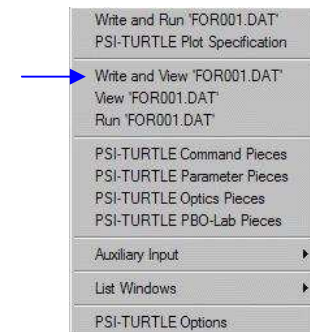 Write and Run 'FOR001.DAT'
PSI-TURTLE Plot Specification
Write and View 'FOR001.DAT'
View 'FOR001.DAT'
Run 'FOR001.DAT'
PSI-TURTLE Command Pieces
PSI-TURTLE Parameter Pieces
PSI-TURTLE Optics Pieces
PSI-TURTLE PBO-Lab Pieces
Auxiliary Input
List Windows
PSI-TURTLE Options